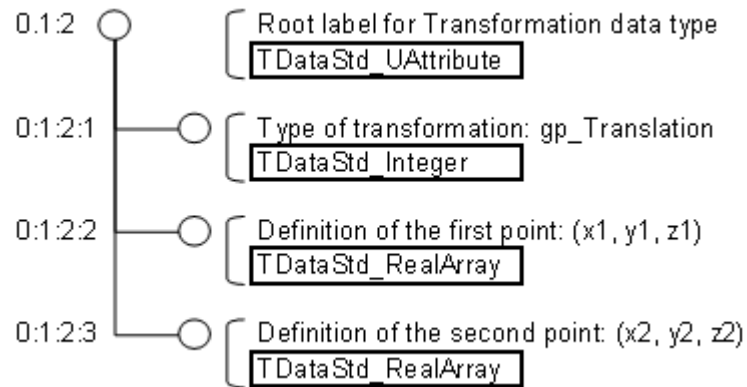 0.1:2 Root label for Transformation data type
TDataStd_UAttribute
0:1:2:1 Type of transformation: gp_Translation
TDataStd_Integer
0:1:2:2 Definition of the first point: (x1, y1, z1)
TDataStd_RealArray
0:1:2:3 Definition of the second point: (x2, y2, z2)
TDataStd_RealArray